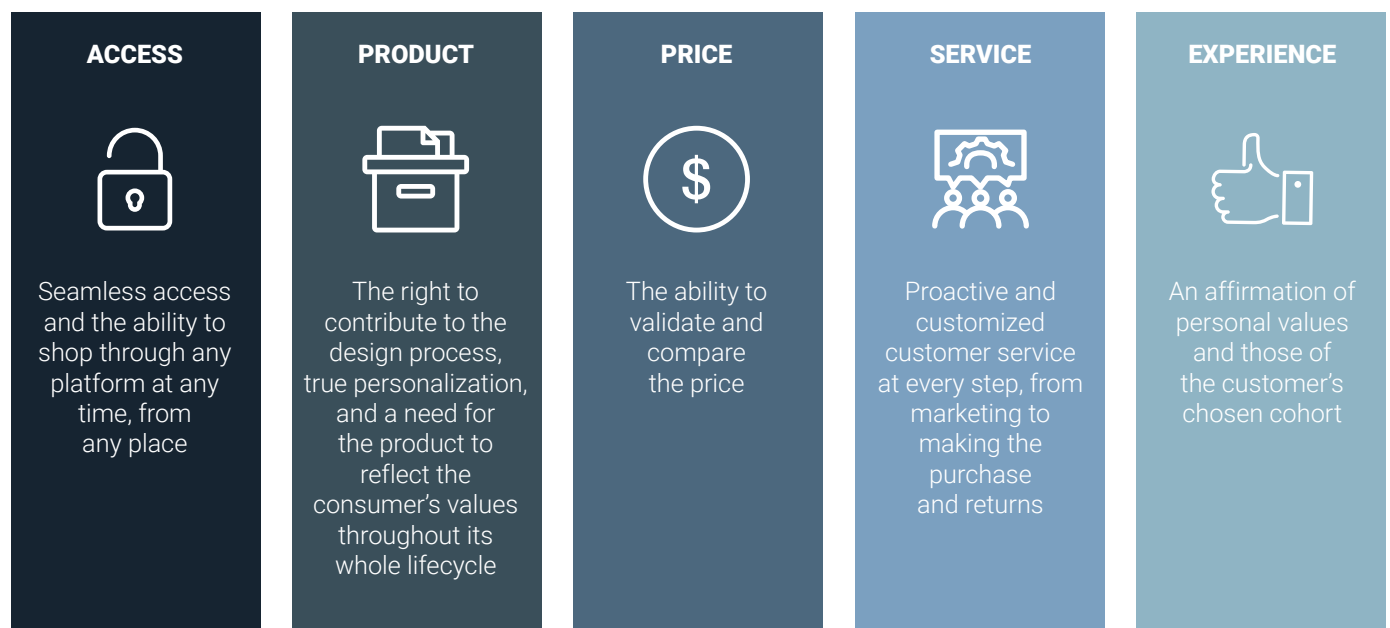 ACCESS
Seamless access
and the ability to
shop through any
platform at any
time, from
any place
PRODUCT
The right to
contribute to the
design process,
true personalization,
and a need for
the product to
reflect the
consumer’s values
throughout its
whole lifecycle
PRICE
$
The ability to
validate and
compare
the price
SERVICE
Proactive and
customized
customer service
at every step, from
marketing to
making the
purchase
and returns
EXPERIENCE
An affirmation of
personal values
and those of
the customer’s
chosen cohort